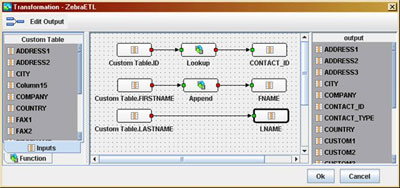 Transformation - ZebraETL
Edit Output
Custom Table
ADDRESS1
ADDRESS2
CITY
Column15
COMPANY
COUNTRY
FAX1
FAX2
Inputs
Function
Custom Table.ID
Lookup
CONTACT_ID
Custom Table.FIRSTNAME
Append
FNAME
Custom Table.LASTNAME
LNAME
output
ADDRESS1
ADDRESS2
ADDRESS3
CITY
COMPANY
CONTACT_ID
CONTACT_TYPE
COUNTRY
CUSTOM1
CUSTOM2
CUSTOM3
Ok
Cancel